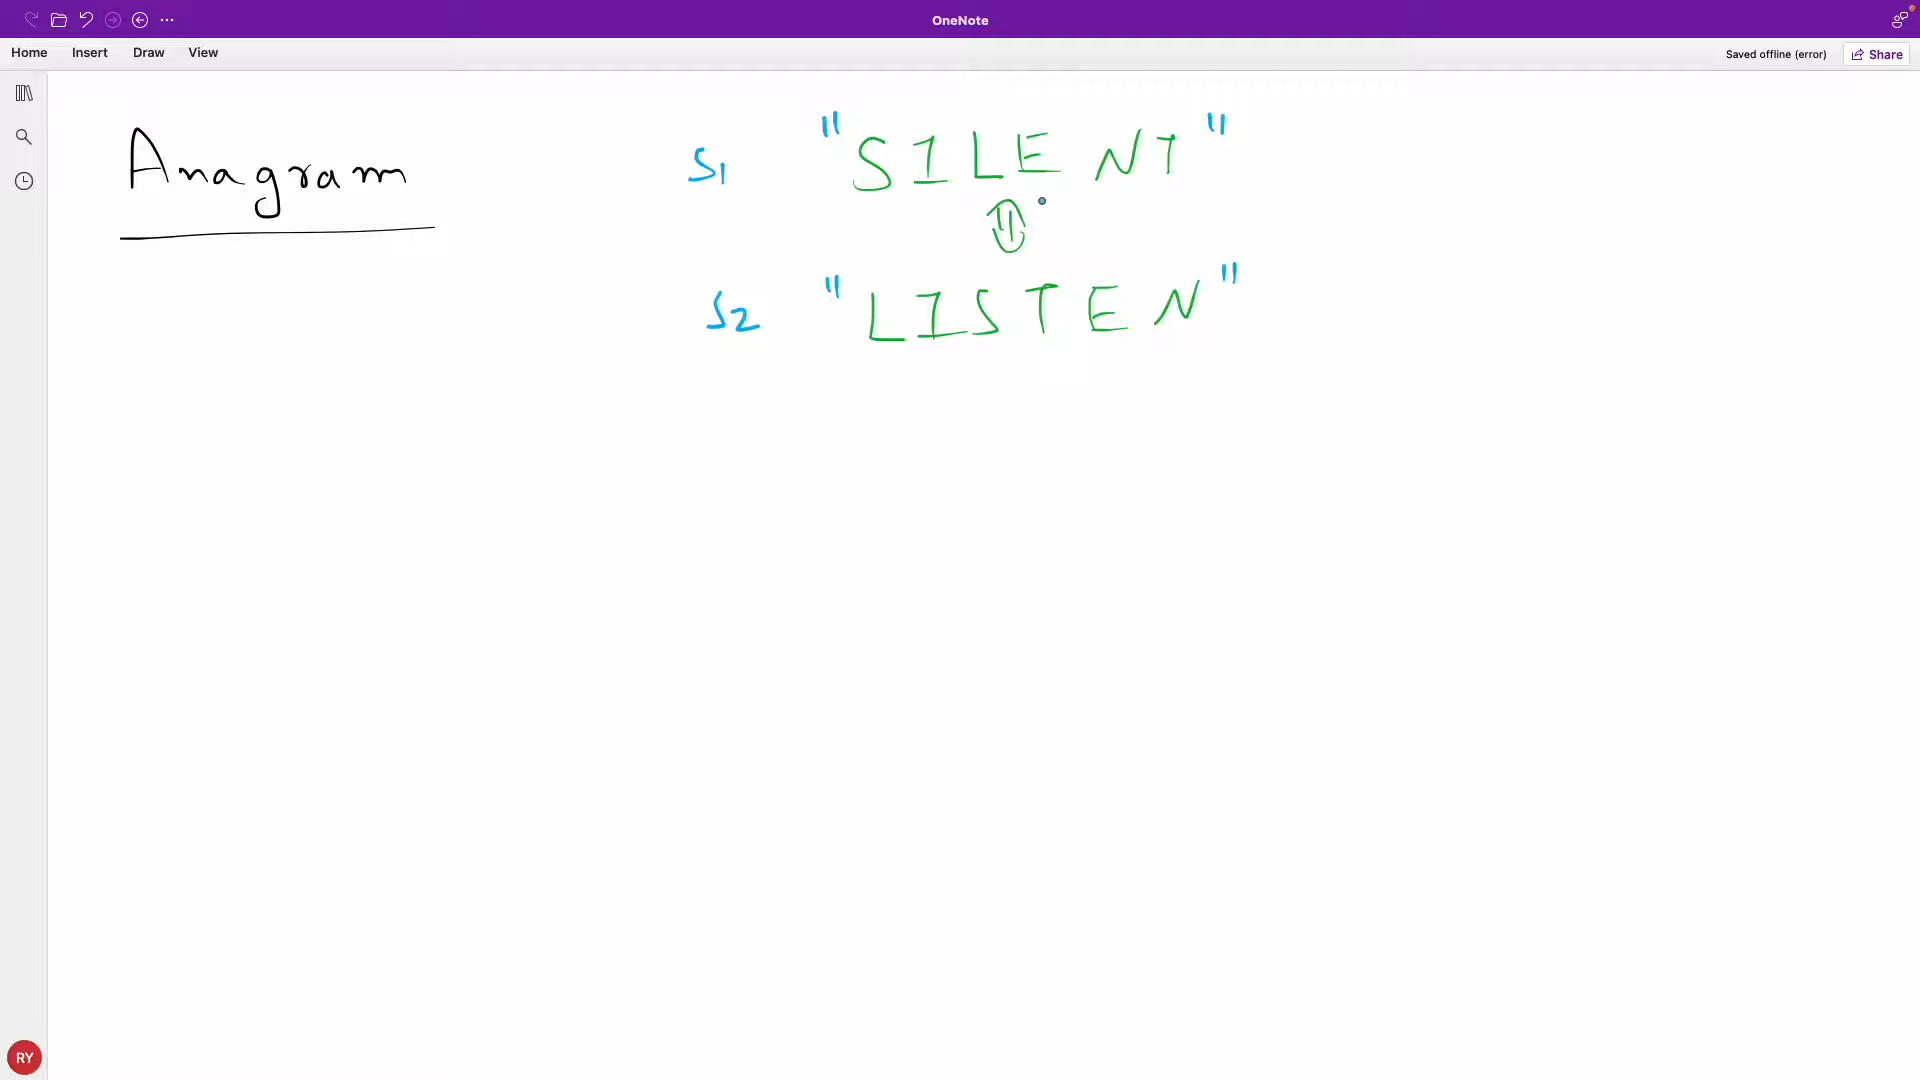 OneNote
Home Insert Draw View Saved offline (error) Share
Anagram
S1 "SILENT"
S2 "LISTEN"
RY